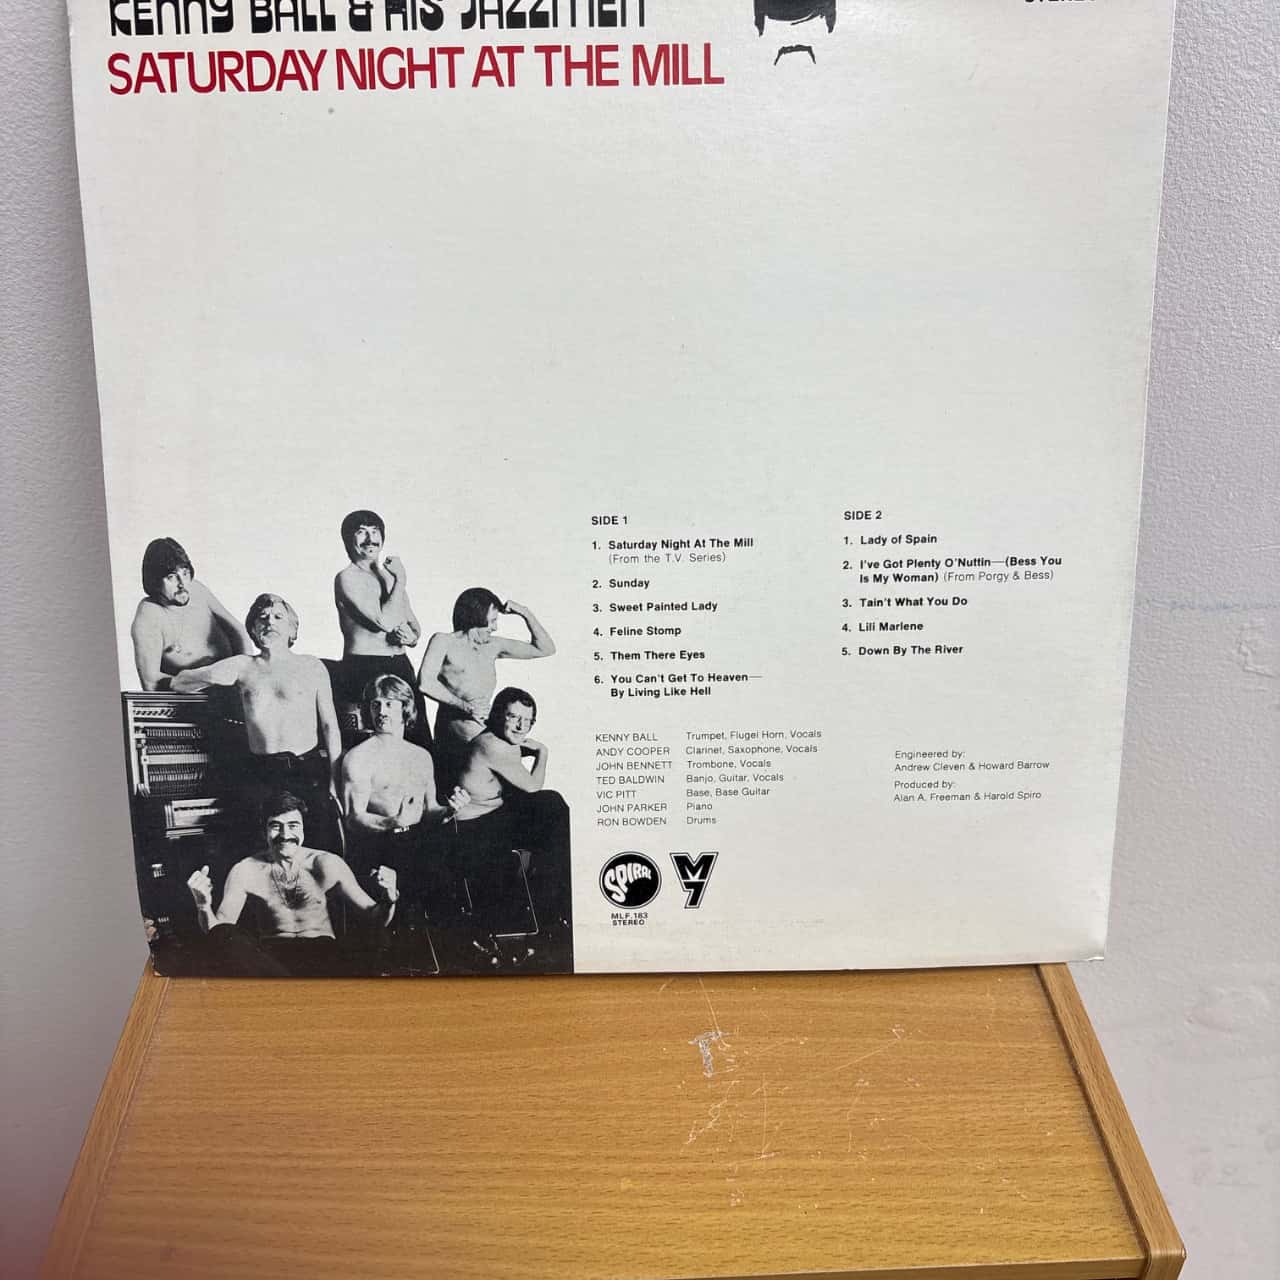 KENNY BALL & HIS JAZZMEN
STEREO
SATURDAY NIGHT AT THE MILL
SIDE 1
1. Saturday Night At The Mill
(From the T.V. Series)
2. Sunday
3. Sweet Painted Lady
4. Feline Stomp
5. Them There Eyes
6. You Can't Get To Heaven—
By Living Like Hell
SIDE 2
1. Lady of Spain
2. I've Got Plenty O'Nuttin—(Bess You
Is My Woman) (From Porgy & Bess)
3. Tain't What You Do
4. Lili Marlene
5. Down By The River
KENNY BALL Trumpet, Flugel Horn, Vocals
ANDY COOPER Clarinet, Saxophone, Vocals
JOHN BENNETT Trombone, Vocals
TED BALDWIN Banjo, Guitar, Vocals
VIC PITT Base, Base Guitar
JOHN PARKER Piano
RON BOWDEN Drums
Engineered by:
Andrew Cleven & Howard Barrow
Produced by:
Alan A. Freeman & Harold Spiro
SPIRAL
M7
MLF.183
STEREO